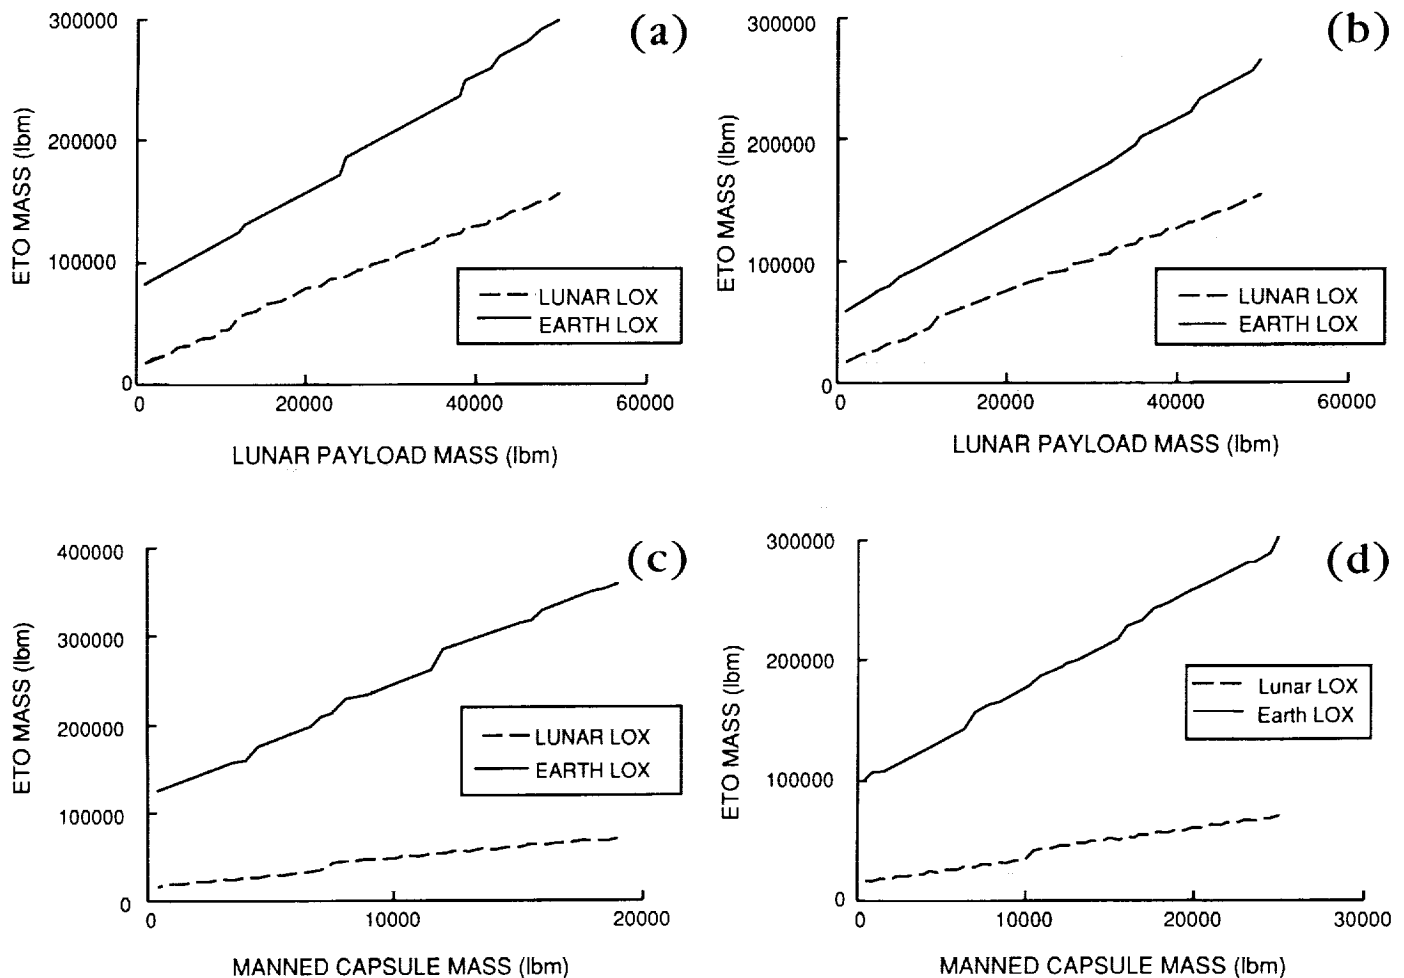 (a)
300000
200000
100000
0
ETO MASS (lbm)
LUNAR LOX
EARTH LOX
0 20000 40000 60000
LUNAR PAYLOAD MASS (lbm)
(b)
300000
200000
100000
0
ETO MASS (lbm)
LUNAR LOX
EARTH LOX
0 20000 40000 60000
LUNAR PAYLOAD MASS (lbm)
(c)
400000
300000
200000
100000
0
ETO MASS (lbm)
LUNAR LOX
EARTH LOX
0 10000 20000
MANNED CAPSULE MASS (lbm)
(d)
300000
200000
100000
0
ETO MASS (lbm)
Lunar LOX
Earth LOX
0 10000 20000 30000
MANNED CAPSULE MASS (lbm)